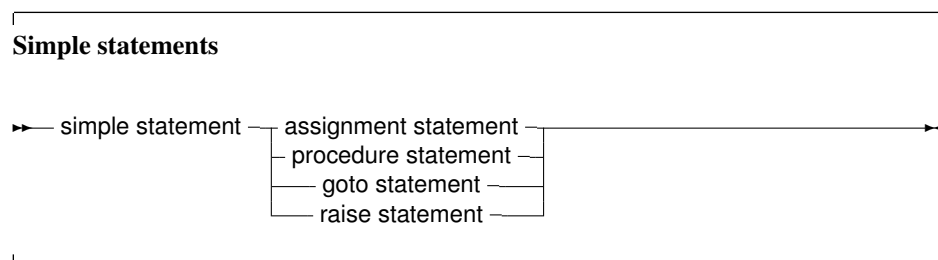 Simple statements
simple statement assignment statement
procedure statement
goto statement
raise statement